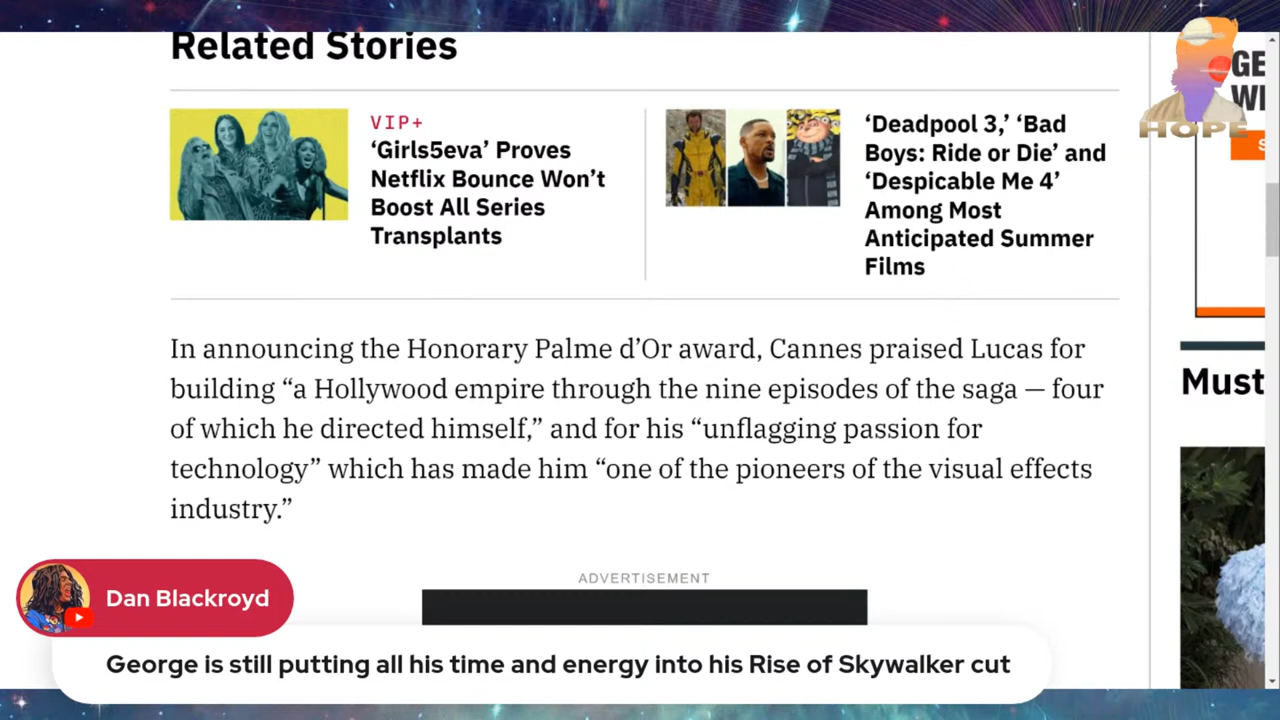 Related Stories
HOPE
GE
WI
S
VIP+
‘Girls5eva’ Proves
Netflix Bounce Won’t
Boost All Series
Transplants
‘Deadpool 3,’ ‘Bad
Boys: Ride or Die’ and
‘Despicable Me 4’
Among Most
Anticipated Summer
Films
In announcing the Honorary Palme d’Or award, Cannes praised Lucas for
building “a Hollywood empire through the nine episodes of the saga — four
of which he directed himself,” and for his “unflagging passion for
technology” which has made him “one of the pioneers of the visual effects
industry.”
Must
ADVERTISEMENT
Dan Blackroyd
George is still putting all his time and energy into his Rise of Skywalker cut